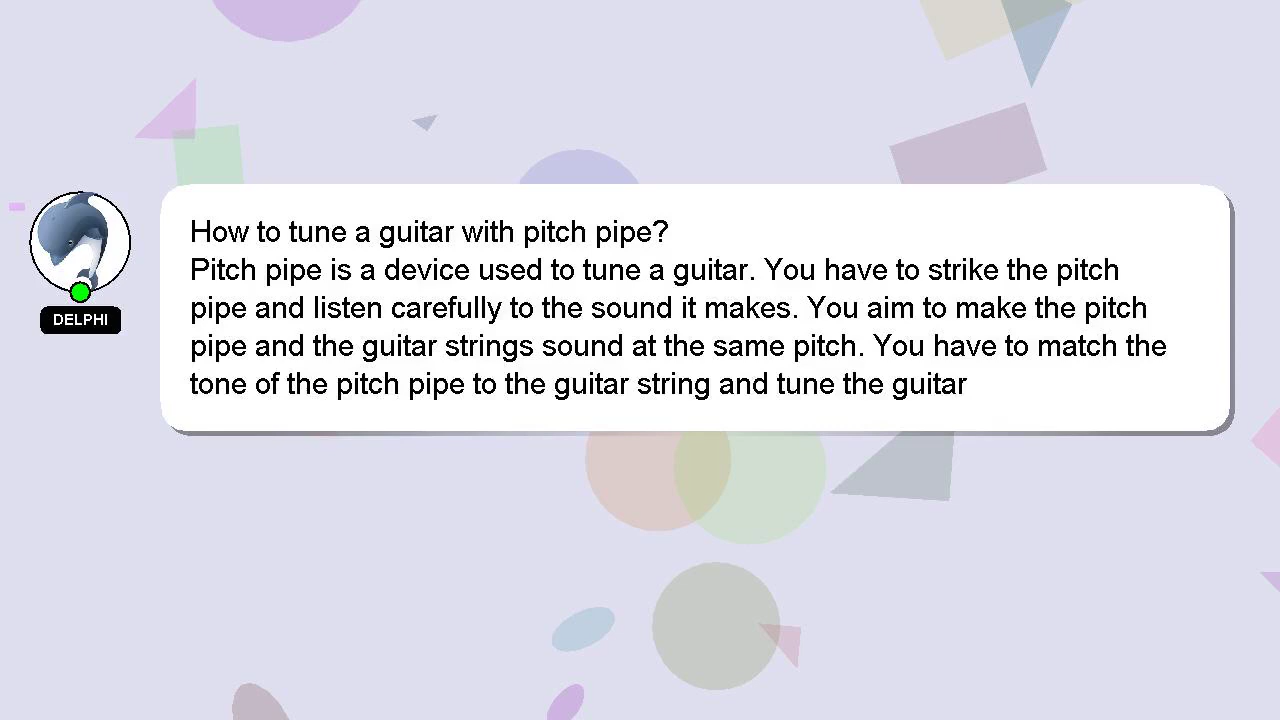 How to tune a guitar with pitch pipe?
Pitch pipe is a device used to tune a guitar. You have to strike the pitch
pipe and listen carefully to the sound it makes. You aim to make the pitch
pipe and the guitar strings sound at the same pitch. You have to match the
tone of the pitch pipe to the guitar string and tune the guitar
DELPHI